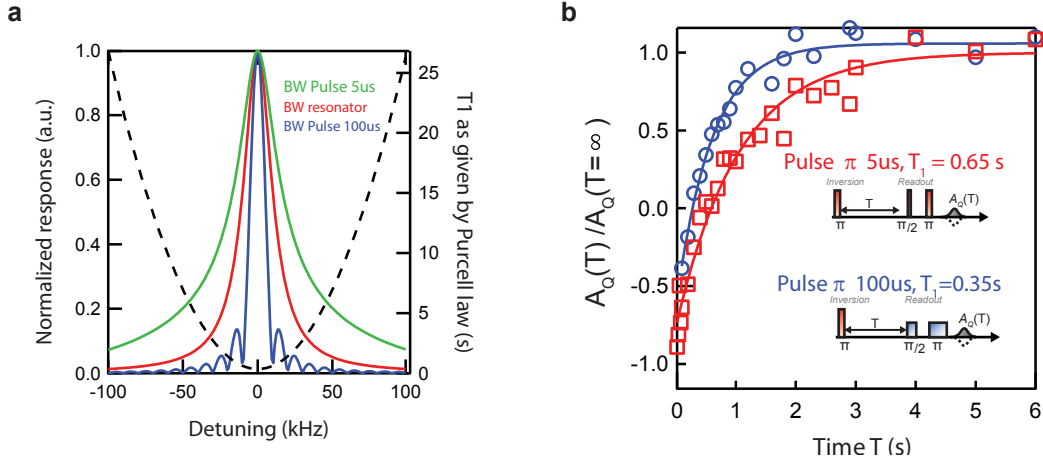 a
Normalized response (a.u.)
1.0
0.8
0.6
0.4
0.2
0.0
-100
-50
0
50
100
Detuning (kHz)
BW Pulse 5us
BW resonator
BW Pulse 100us
25
20
15
10
5
0
T1 as given by Purcell law (s)
b
A_Q(T) /A_Q(T= ∞)
1.0
0.5
0.0
-0.5
-1.0
0
1
2
3
4
5
6
Time T (s)
Pulse π 5us, T₁ = 0.65 s
Inversion
Readout
T
A_Q(T)
π
π/2
π
Pulse π 100us, T₁=0.35s
Inversion
Readout
T
A_Q(T)
π
π/2
π